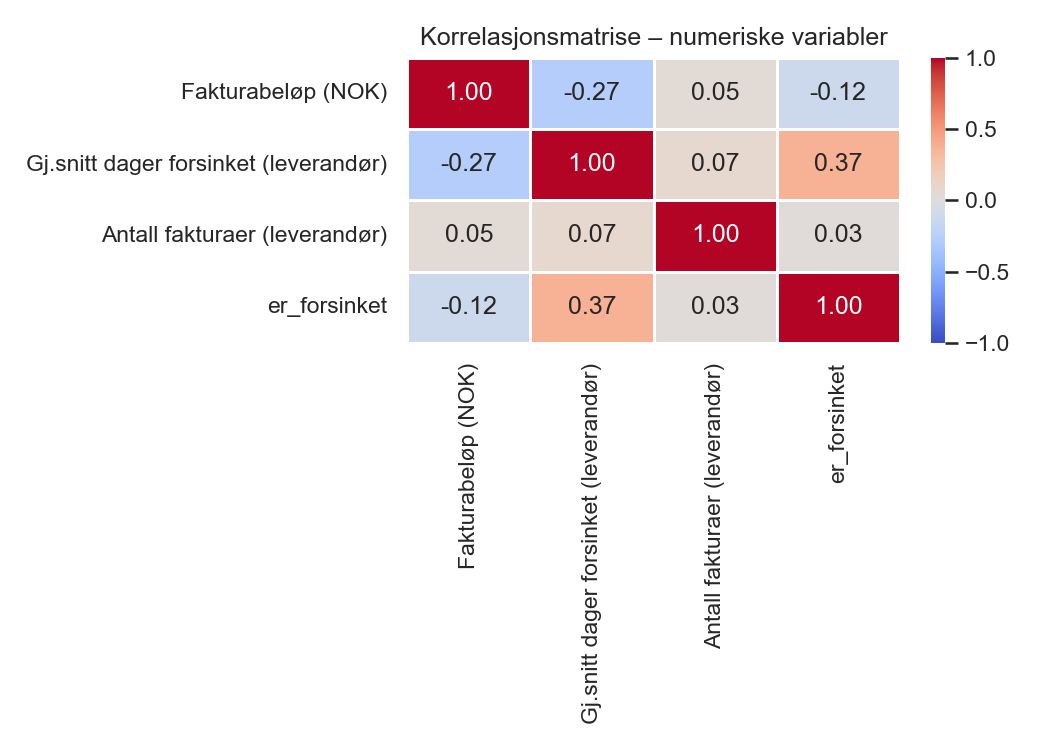 Korrelasjonsmatrise – numeriske variabler
Fakturabeløp (NOK) 1.00 -0.27 0.05 -0.12
Gj.snitt dager forsinket (leverandør) -0.27 1.00 0.07 0.37
Antall fakturaer (leverandør) 0.05 0.07 1.00 0.03
er_forsinket -0.12 0.37 0.03 1.00
Fakturabeløp (NOK)
Gj.snitt dager forsinket (leverandør)
Antall fakturaer (leverandør)
er_forsinket
1.0
0.5
0.0
−0.5
−1.0